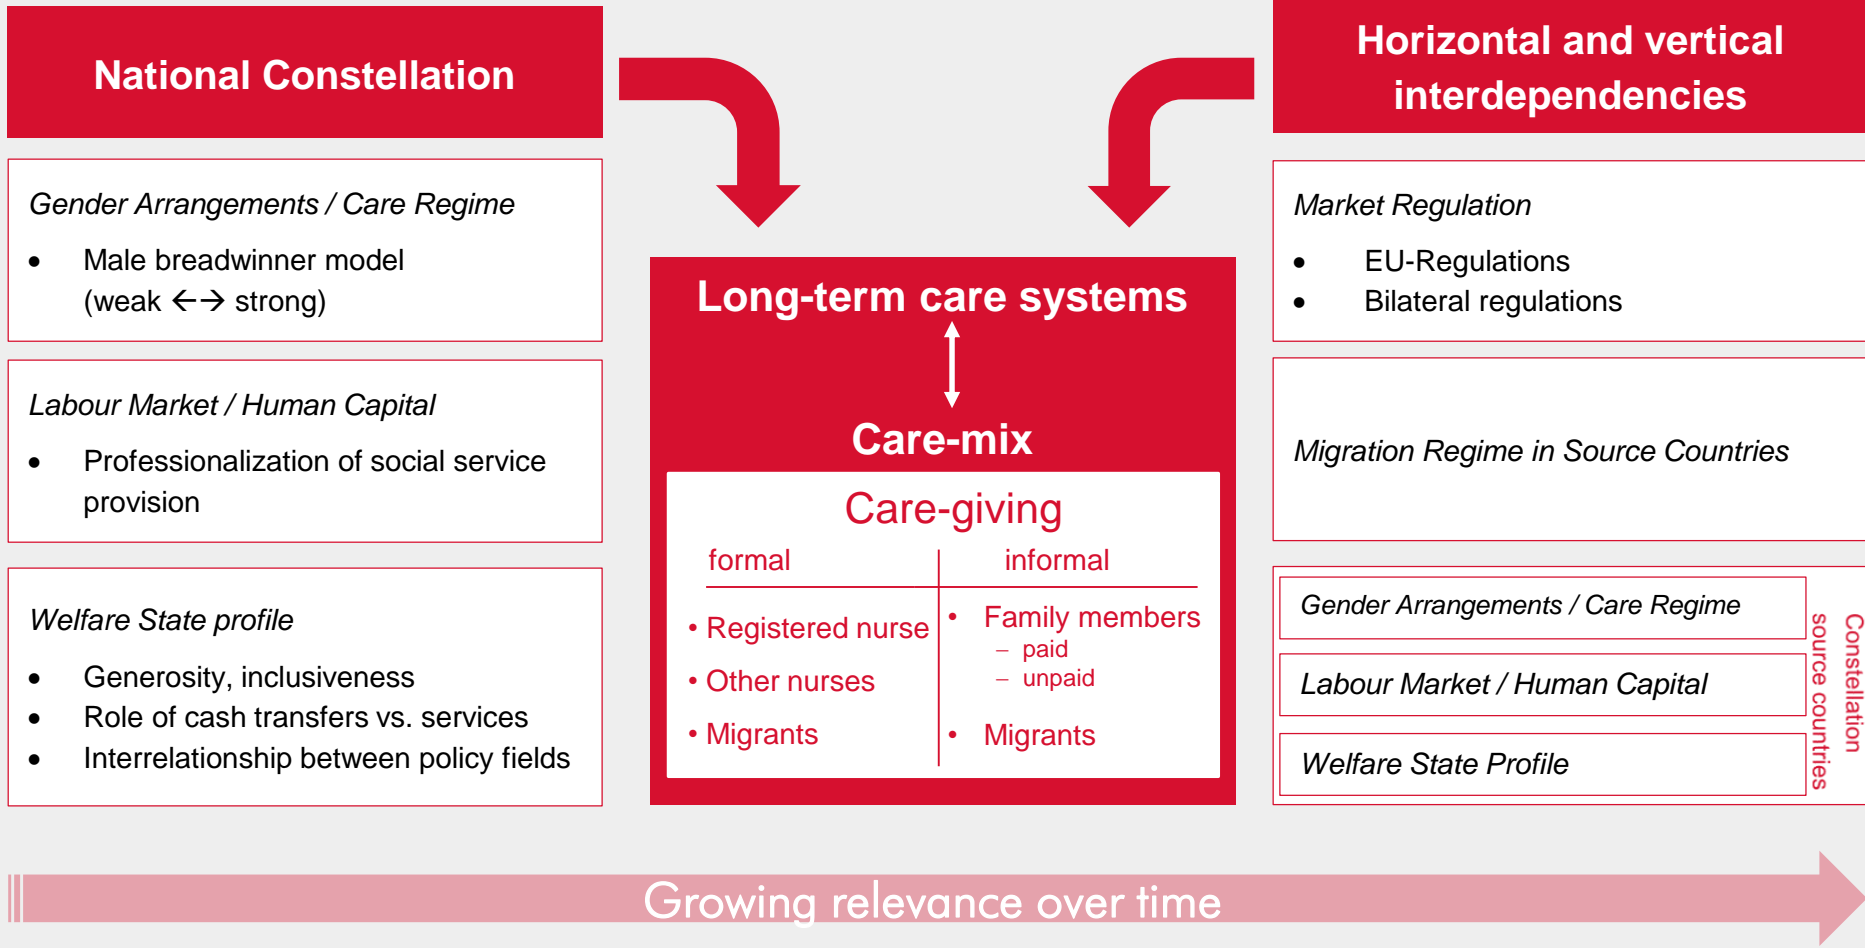 National Constellation
Gender Arrangements / Care Regime
• Male breadwinner model
(weak ←→ strong)
Labour Market / Human Capital
• Professionalization of social service
provision
Welfare State profile
• Generosity, inclusiveness
• Role of cash transfers vs. services
• Interrelationship between policy fields
Long-term care systems
Care-mix
Care-giving
formal
informal
• Registered nurse
• Other nurses
• Migrants
• Family members
– paid
– unpaid
• Migrants
Horizontal and vertical
interdependencies
Market Regulation
• EU-Regulations
• Bilateral regulations
Migration Regime in Source Countries
Gender Arrangements / Care Regime
Labour Market / Human Capital
Welfare State Profile
Constellation
source countries
Growing relevance over time